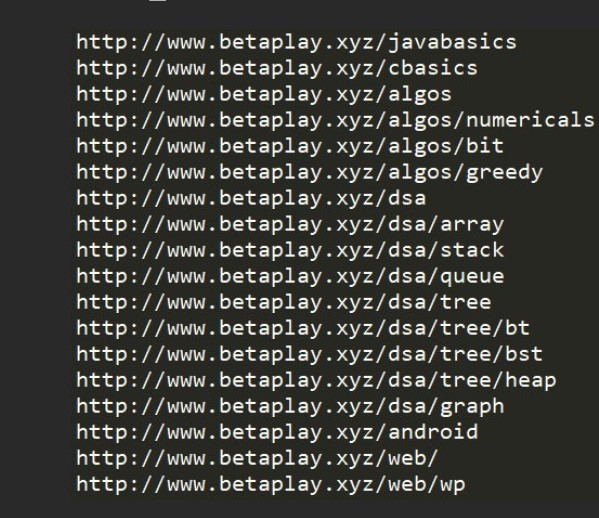 http://www.betaplay.xyz/javabasics
http://www.betaplay.xyz/cbasics
http://www.betaplay.xyz/algos
http://www.betaplay.xyz/algos/numericals
http://www.betaplay.xyz/algos/bit
http://www.betaplay.xyz/algos/greedy
http://www.betaplay.xyz/dsa
http://www.betaplay.xyz/dsa/array
http://www.betaplay.xyz/dsa/stack
http://www.betaplay.xyz/dsa/queue
http://www.betaplay.xyz/dsa/tree
http://www.betaplay.xyz/dsa/tree/bt
http://www.betaplay.xyz/dsa/tree/bst
http://www.betaplay.xyz/dsa/tree/heap
http://www.betaplay.xyz/dsa/graph
http://www.betaplay.xyz/android
http://www.betaplay.xyz/web/
http://www.betaplay.xyz/web/wp